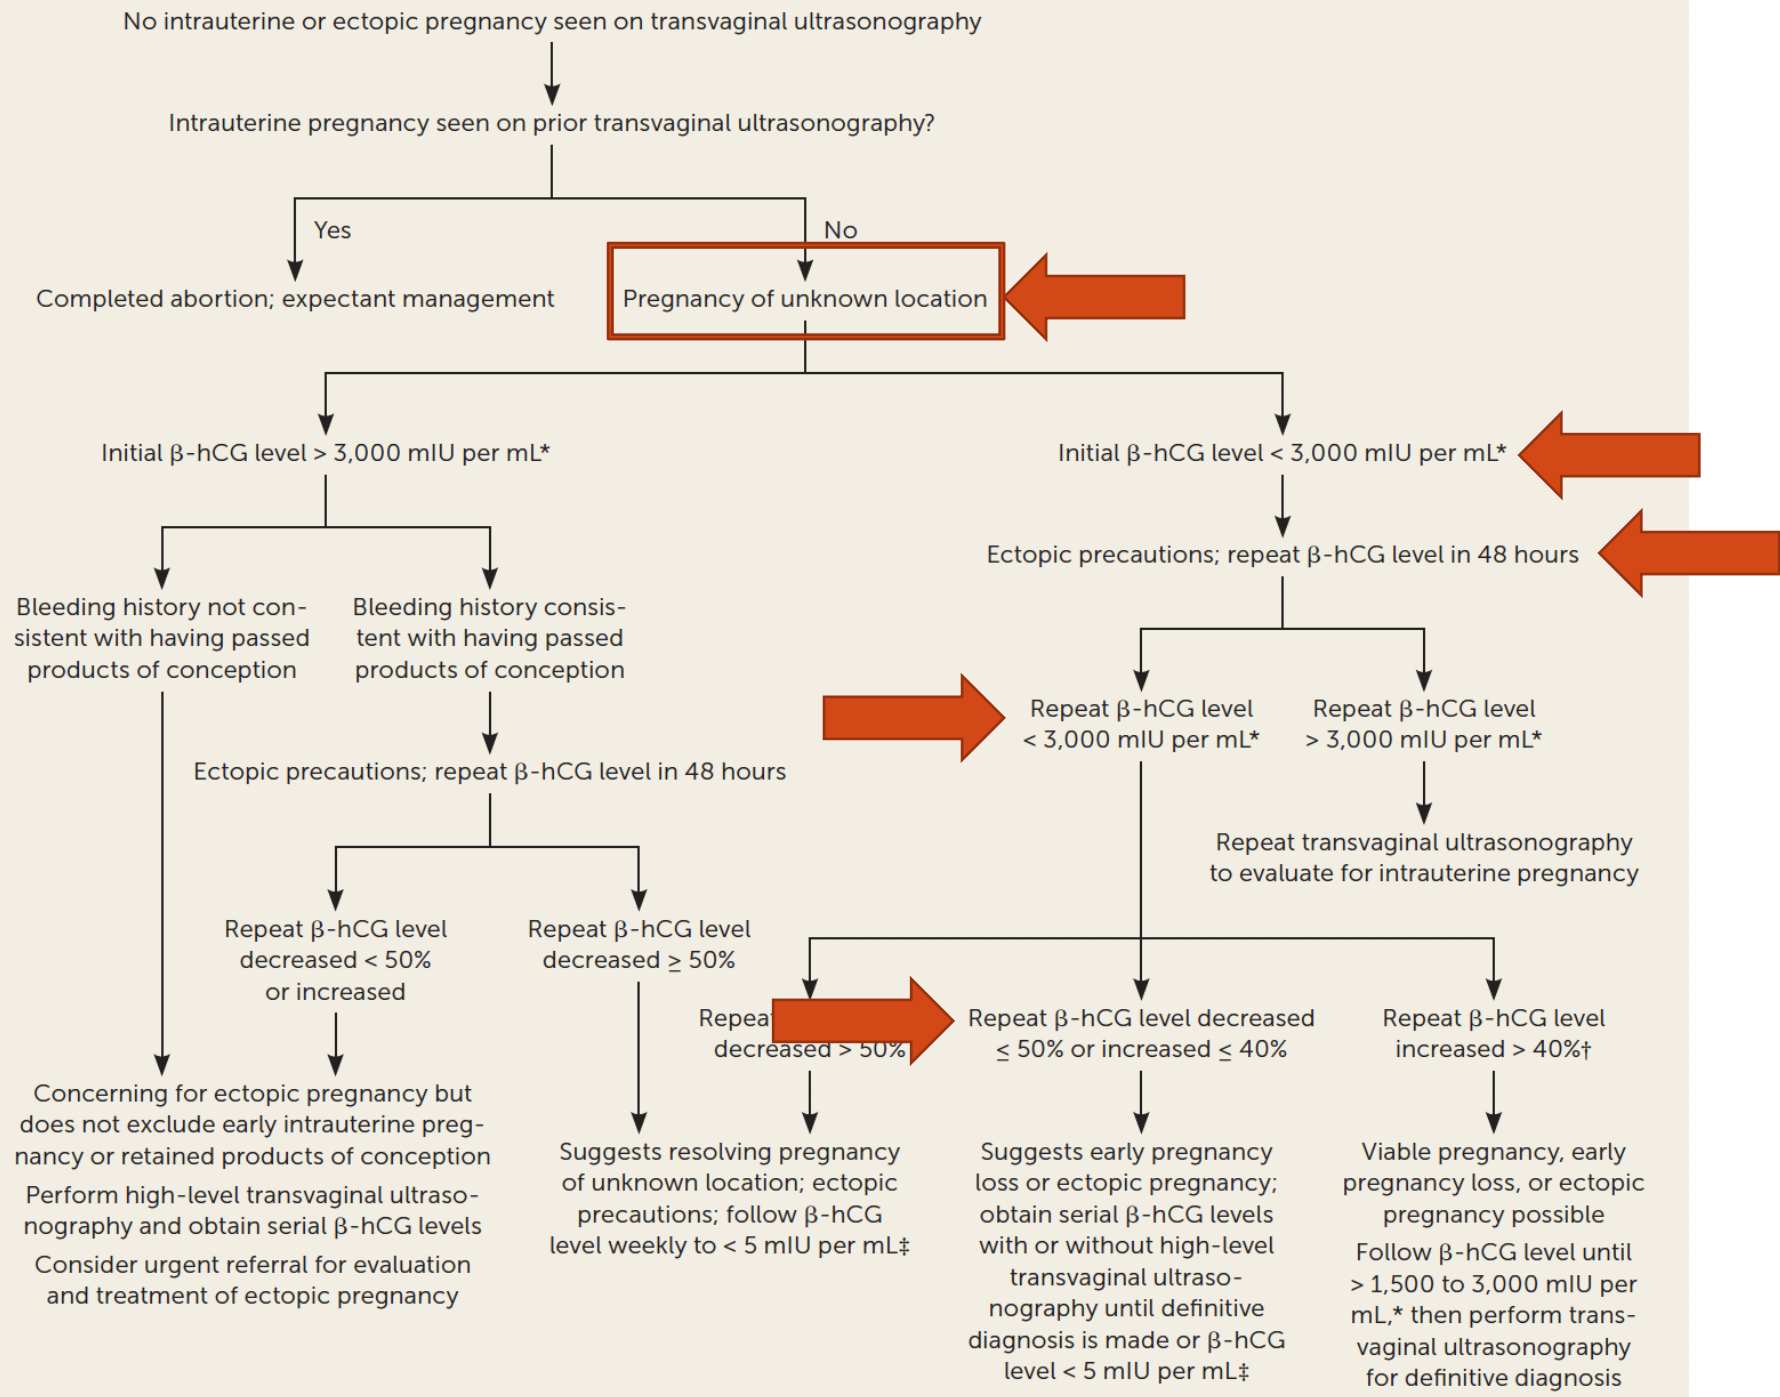 No intrauterine or ectopic pregnancy seen on transvaginal ultrasonography
Intrauterine pregnancy seen on prior transvaginal ultrasonography?
Yes
No
Completed abortion; expectant management
Pregnancy of unknown location
Initial β-hCG level > 3,000 mIU per mL*
Initial β-hCG level < 3,000 mIU per mL*
Ectopic precautions; repeat β-hCG level in 48 hours
Bleeding history not con-
sistent with having passed
products of conception
Bleeding history consis-
tent with having passed
products of conception
Repeat β-hCG level
< 3,000 mIU per mL*
Repeat β-hCG level
> 3,000 mIU per mL*
Ectopic precautions; repeat β-hCG level in 48 hours
Repeat transvaginal ultrasonography
to evaluate for intrauterine pregnancy
Repeat β-hCG level
decreased < 50%
or increased
Repeat β-hCG level
decreased ≥ 50%
decreased > 50%
Repeat β-hCG level decreased
≤ 50% or increased ≤ 40%
Repeat β-hCG level
increased > 40%†
Concerning for ectopic pregnancy but
does not exclude early intrauterine preg-
nancy or retained products of conception
Perform high-level transvaginal ultraso-
nography and obtain serial β-hCG levels
Consider urgent referral for evaluation
and treatment of ectopic pregnancy
Suggests resolving pregnancy
of unknown location; ectopic
precautions; follow β-hCG
level weekly to < 5 mIU per mL‡
Suggests early pregnancy
loss or ectopic pregnancy;
obtain serial β-hCG levels
with or without high-level
transvaginal ultraso-
nography until definitive
diagnosis is made or β-hCG
level < 5 mIU per mL‡
Viable pregnancy, early
pregnancy loss, or ectopic
pregnancy possible
Follow β-hCG level until
> 1,500 to 3,000 mIU per
mL,* then perform trans-
vaginal ultrasonography
for definitive diagnosis